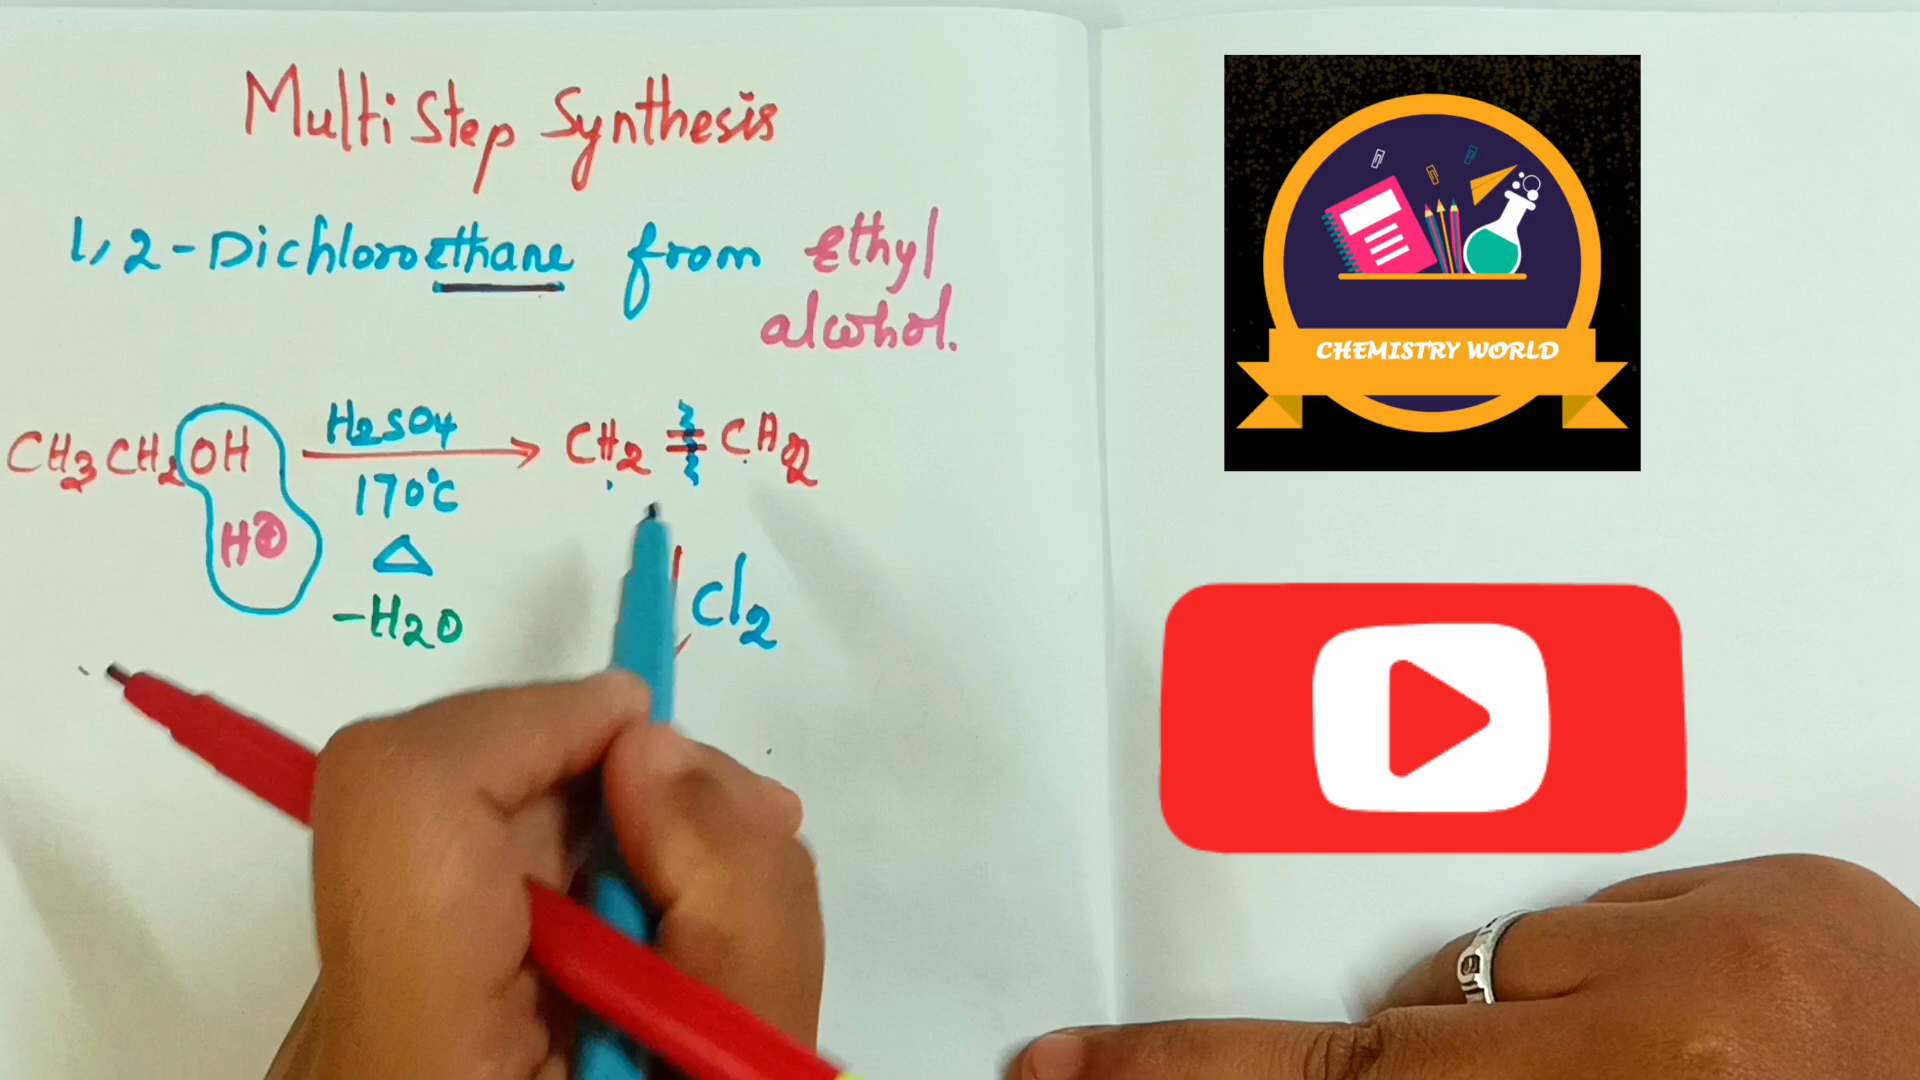 Multi Step Synthesis
1,2-Dichloroethane from ethyl
alcohol.
CH3CH2OH H2SO4 CH2 = CH2
170°C
H⊕
△
-H2O
Cl2
CHEMISTRY WORLD